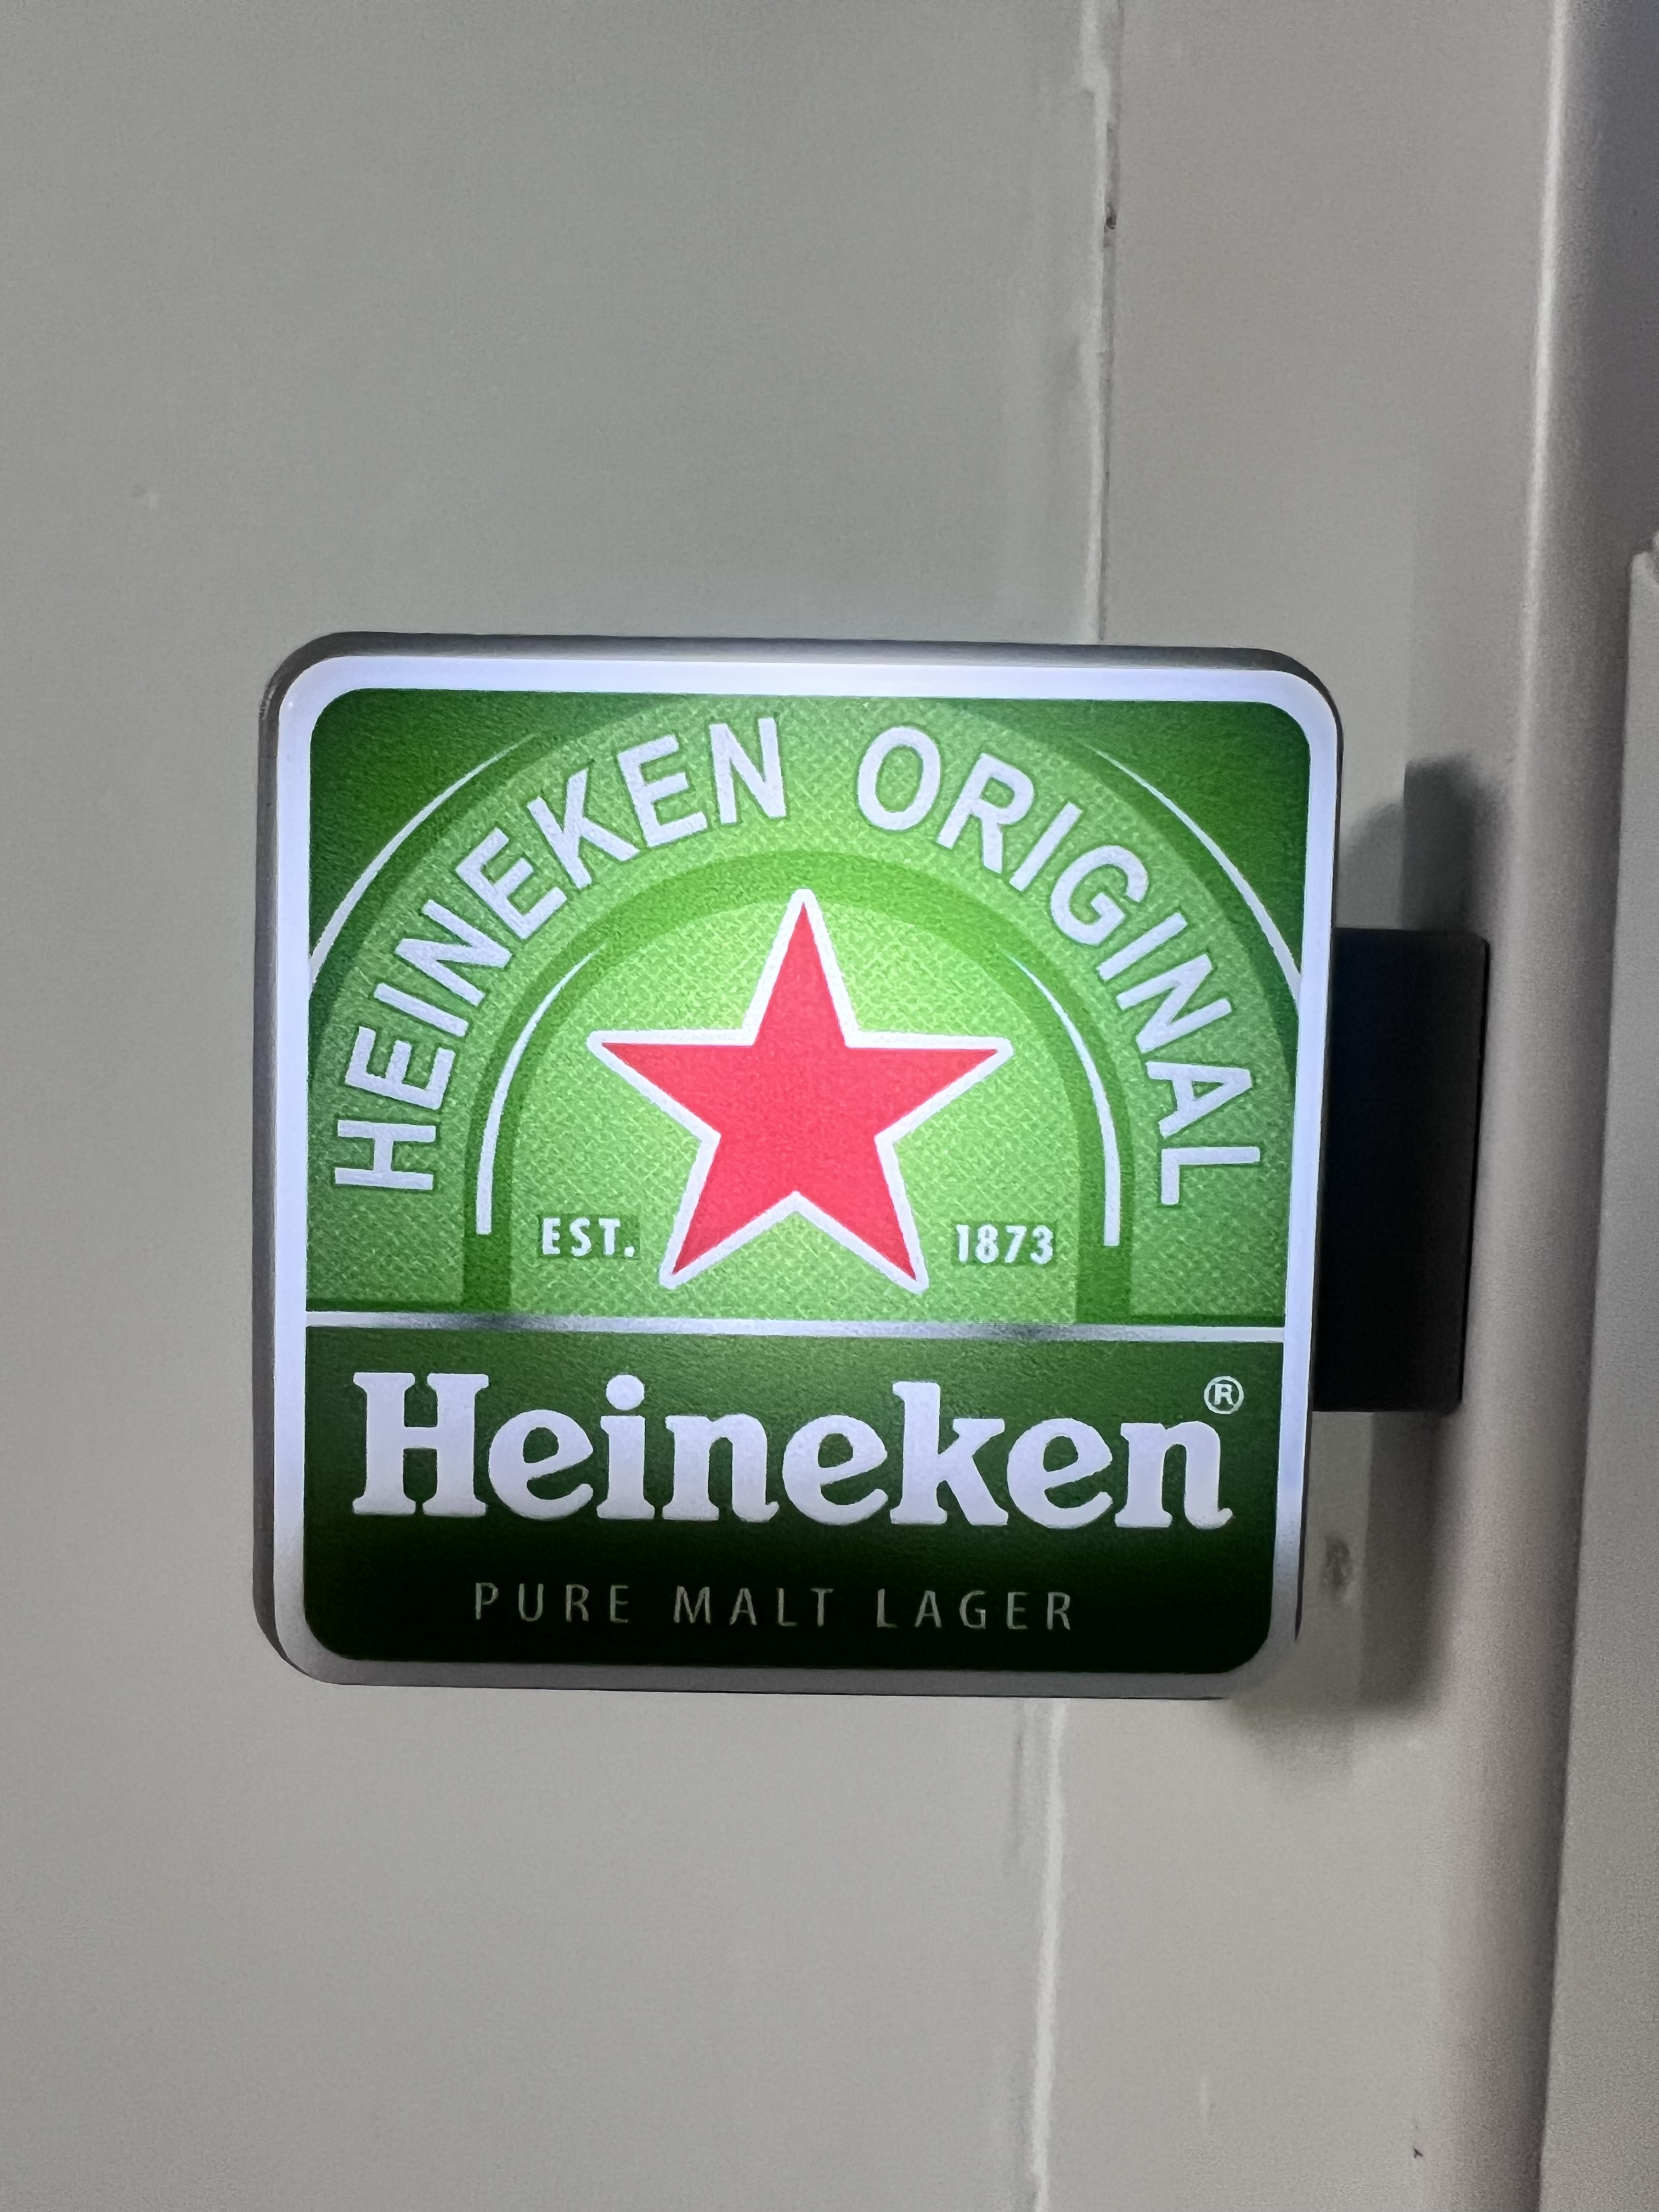 HEINEKEN ORIGINAL
EST. 1873
Heineken®
PURE MALT LAGER